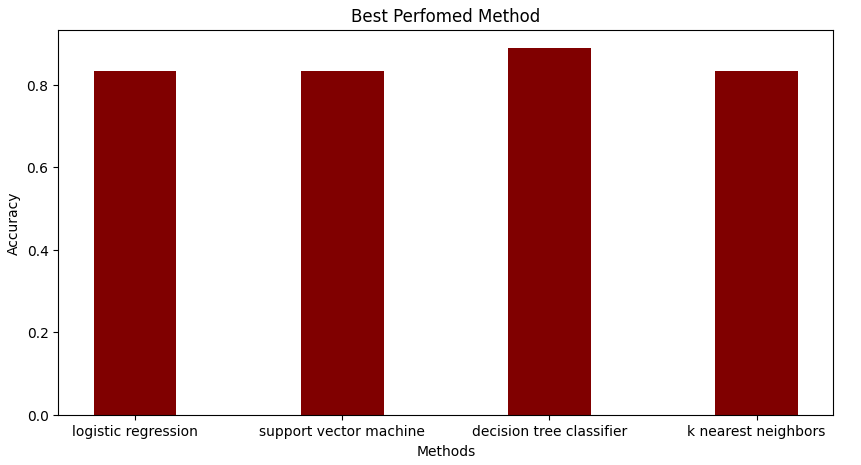 Best Perfomed Method
Accuracy
0.8
0.6
0.4
0.2
0.0
logistic regression
support vector machine
decision tree classifier
k nearest neighbors
Methods